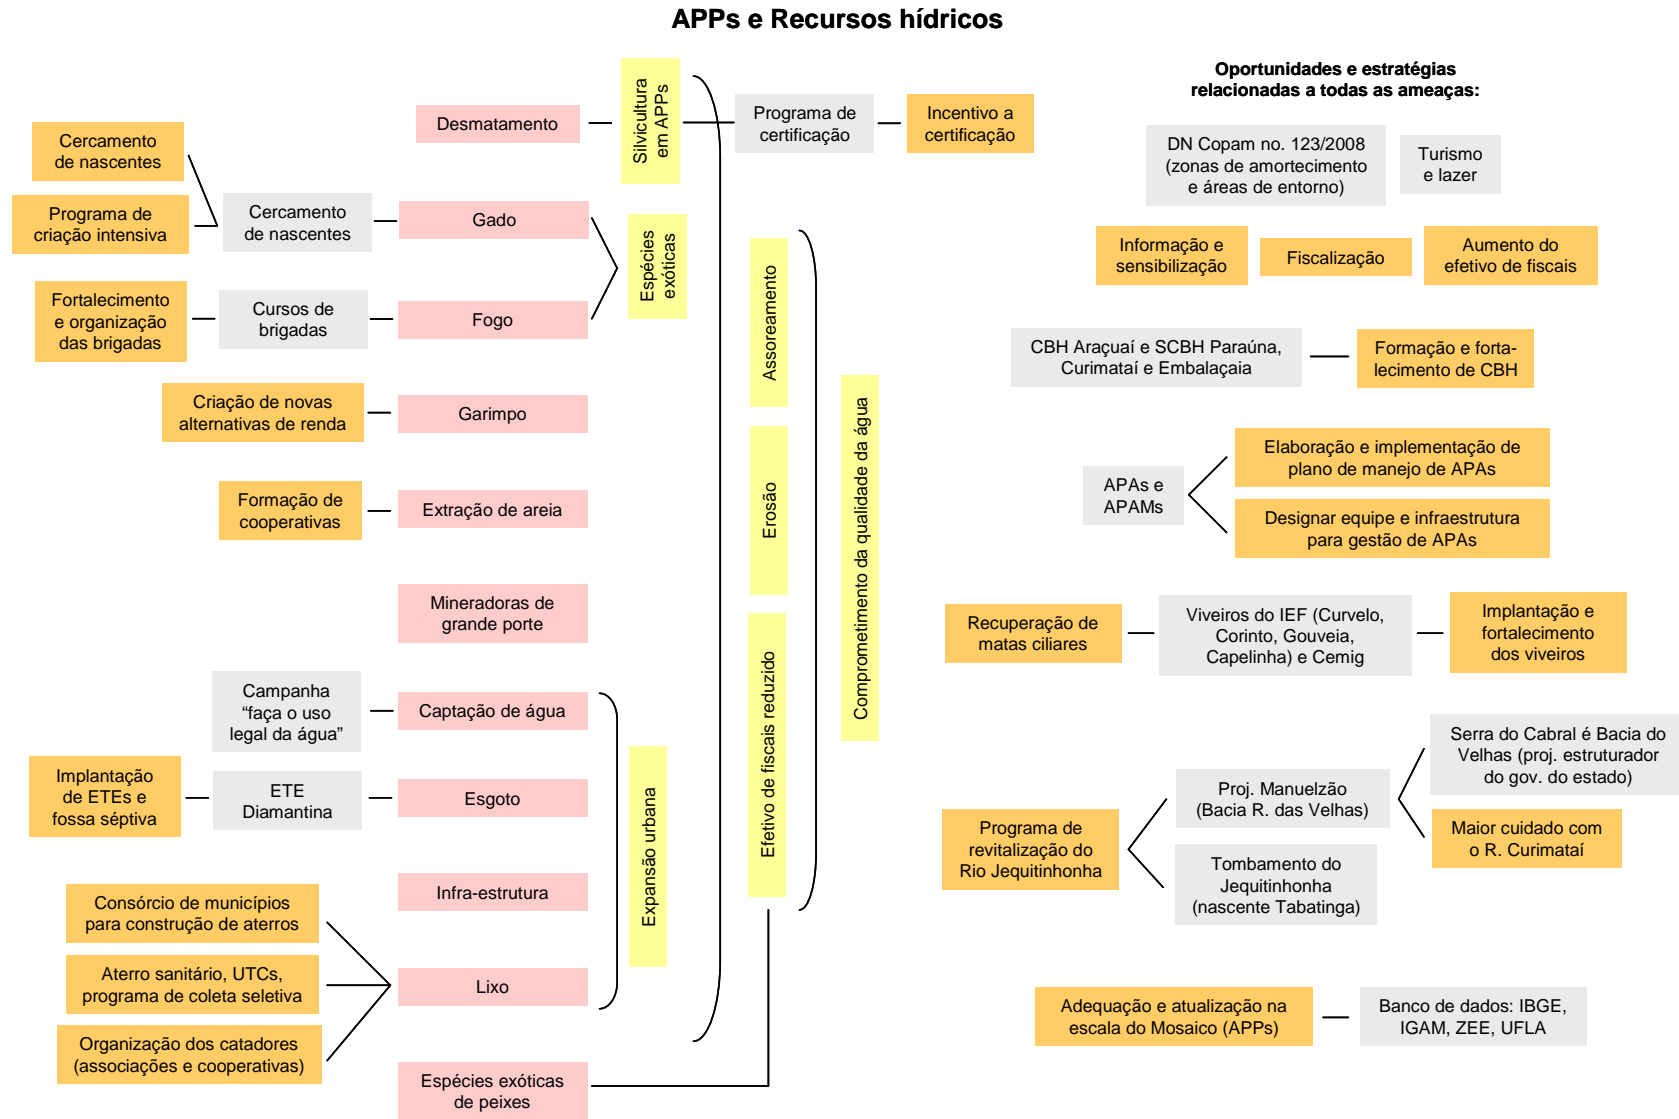 APPs e Recursos hídricos
Desmatamento
Silvicultura
em APPs
Programa de
certificação
Incentivo a
certificação
Cercamento
de nascentes
Programa de
criação intensiva
Cercamento
de nascentes
Gado
Espécies
exóticas
Fortalecimento
e organização
das brigadas
Cursos de
brigadas
Fogo
Criação de novas
alternativas de renda
Garimpo
Formação de
cooperativas
Extração de areia
Mineradoras de
grande porte
Campanha
“faça o uso
legal da água”
Captação de água
Implantação
de ETEs e
fossa séptiva
ETE
Diamantina
Esgoto
Infra-estrutura
Expansão urbana
Consórcio de municípios
para construção de aterros
Aterro sanitário, UTCs,
programa de coleta seletiva
Organização dos catadores
(associações e cooperativas)
Lixo
Espécies exóticas
de peixes
Assoreamento
Erosão
Efetivo de fiscais reduzido
Comprometimento da qualidade da água
Oportunidades e estratégias
relacionadas a todas as ameaças:
DN Copam no. 123/2008
(zonas de amortecimento
e áreas de entorno)
Turismo
e lazer
Informação e
sensibilização
Fiscalização
Aumento do
efetivo de fiscais
CBH Araçuaí e SCBH Paraúna,
Curimataí e Embalaçaia
Formação e forta-
lecimento de CBH
APAs e
APAMs
Elaboração e implementação de
plano de manejo de APAs
Designar equipe e infraestrutura
para gestão de APAs
Recuperação de
matas ciliares
Viveiros do IEF (Curvelo,
Corinto, Gouveia,
Capelinha) e Cemig
Implantação e
fortalecimento
dos viveiros
Programa de
revitalização do
Rio Jequitinhonha
Proj. Manuelzão
(Bacia R. das Velhas)
Tombamento do
Jequitinhonha
(nascente Tabatinga)
Serra do Cabral é Bacia do
Velhas (proj. estruturador
do gov. do estado)
Maior cuidado com
o R. Curimataí
Adequação e atualização na
escala do Mosaico (APPs)
Banco de dados: IBGE,
IGAM, ZEE, UFLA